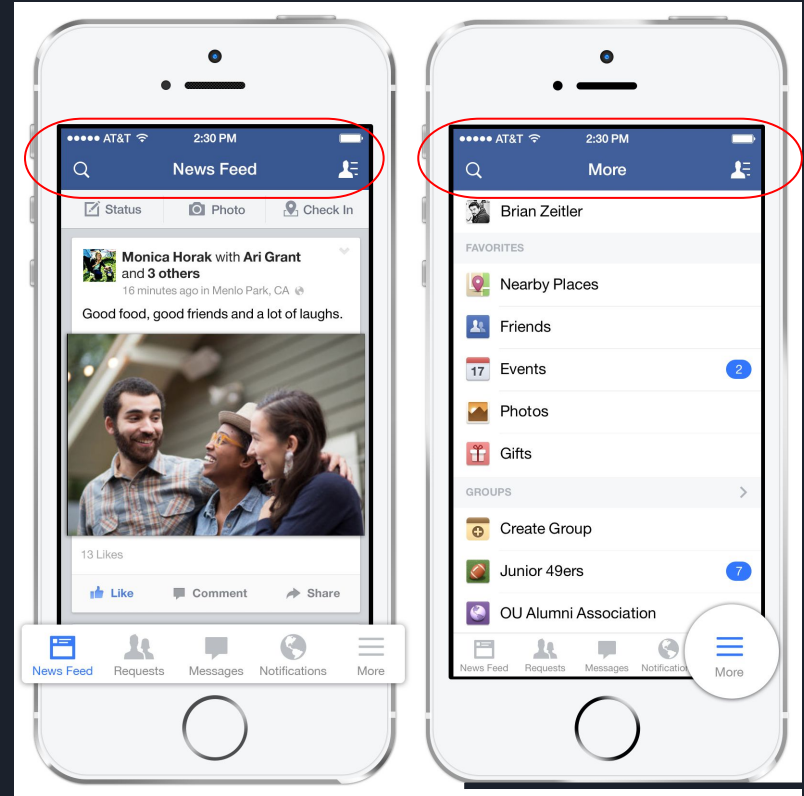 AT&T 2:30 PM
News Feed
Status Photo Check In
Monica Horak with Ari Grant
and 3 others
16 minutes ago in Menlo Park, CA
Good food, good friends and a lot of laughs.
13 Likes
Like Comment Share
News Feed Requests Messages Notifications More
AT&T 2:30 PM
More
Brian Zeitler
FAVORITES
Nearby Places
Friends
17 Events 2
Photos
Gifts
GROUPS
Create Group
Junior 49ers 7
OU Alumni Association
News Feed Requests Messages Notification More